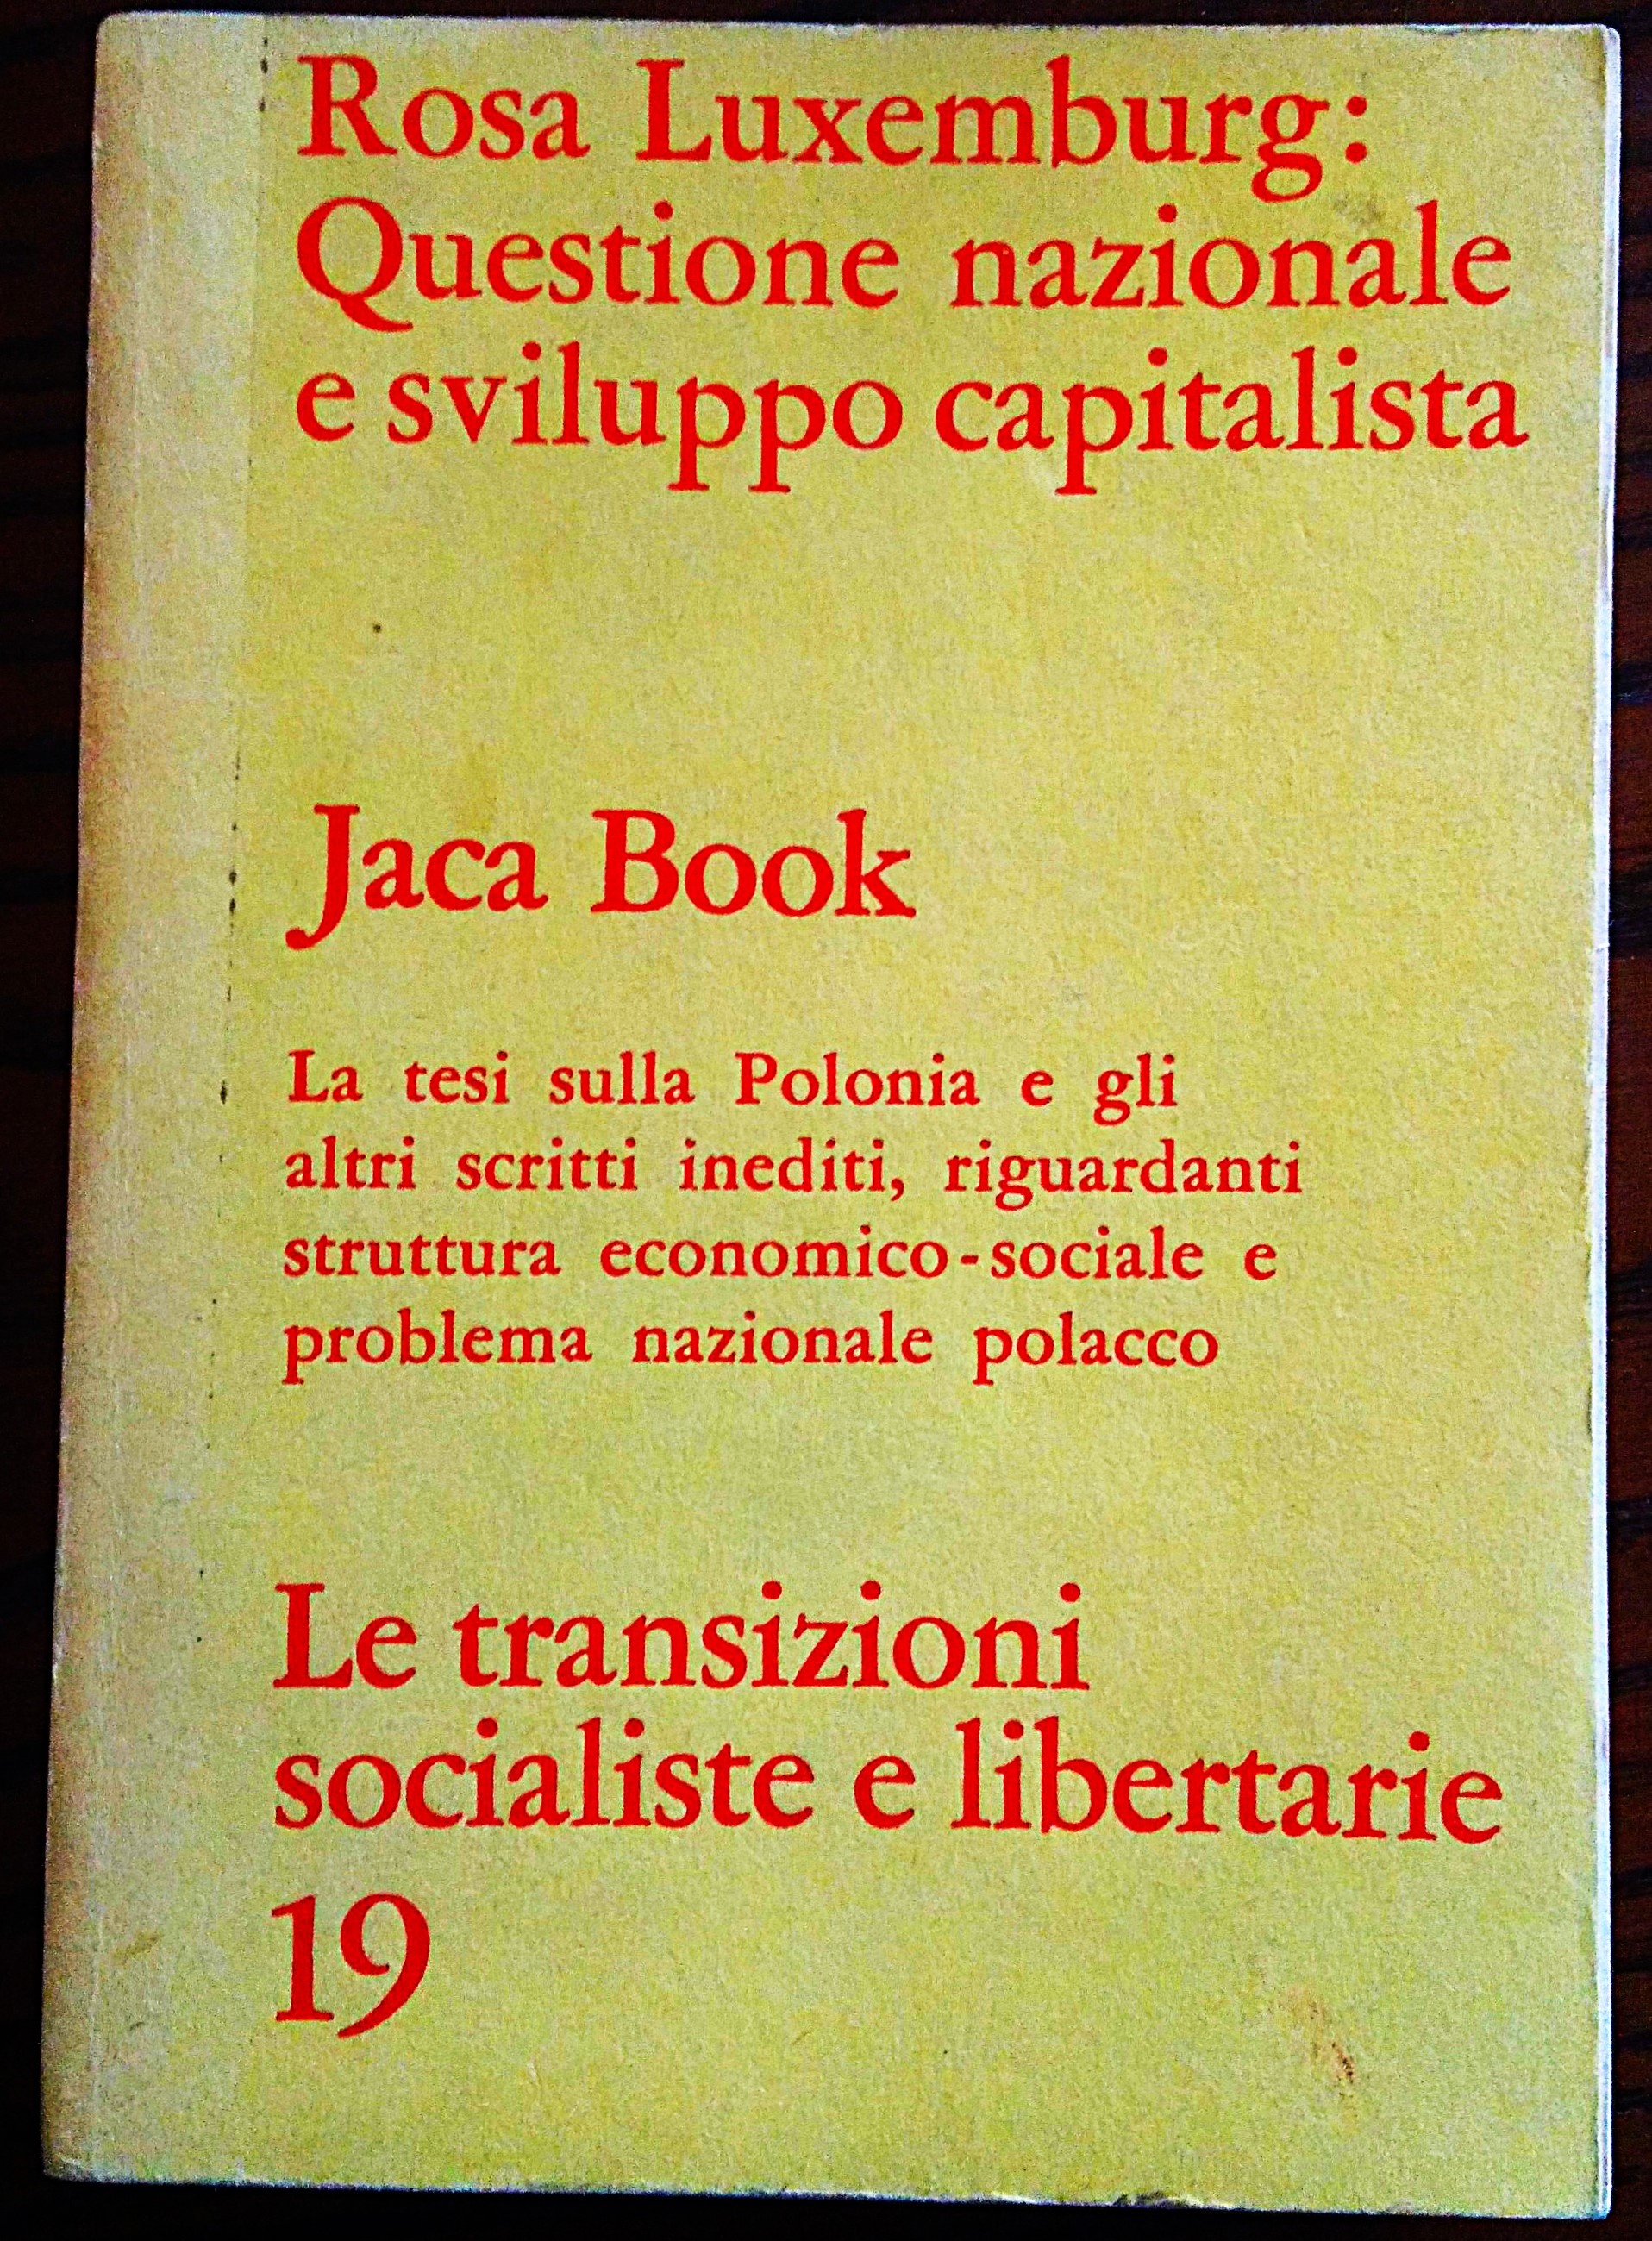 Rosa Luxemburg:
Questione nazionale
e sviluppo capitalista
Jaca Book
La tesi sulla Polonia e gli
altri scritti inediti, riguardanti
struttura economico-sociale e
problema nazionale polacco
Le transizioni
socialiste e libertarie
19